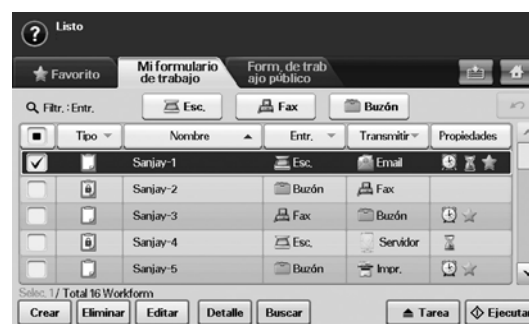 ?
Listo
Favorito
Mi formulario
de trabajo
Form. de trab
ajo público
Filtr. : Entr.
Esc.
Fax
Buzón
Tipo
Nombre
Entr.
Transmitir
Propiedades
Sanjay-1 Esc. Email
Sanjay-2 Buzón Fax
Sanjay-3 Fax Buzón
Sanjay-4 Esc. Servidor
Sanjay-5 Buzón Impr.
Selec. 1 / Total 16 Workform
Crear
Eliminar
Editar
Detalle
Buscar
Tarea
Ejecuta